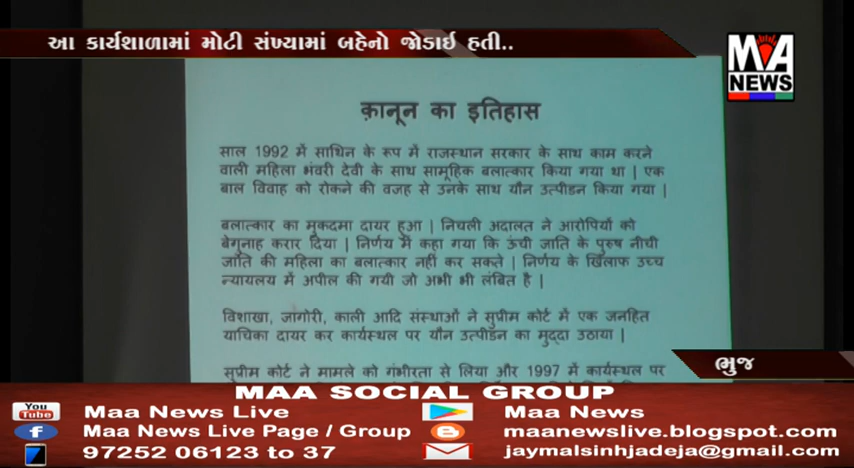 આ કાર્યશાળામાં મોટી સંખ્યામાં બહેનો જોડાઈ હતી..
MAA
NEWS
क़ानून का इतिहास
साल 1992 में साथिन के रूप में राजस्थान सरकार के साथ काम करने
वाली महिला भंवरी देवी के साथ सामूहिक बलात्कार किया गया था | एक
बाल विवाह को रोकने की वजह से उनके साथ यौन उत्पीडन किया गया |
बलात्कार का मुकदमा दायर हुआ | निचली अदालत ने आरोपियों को
बेगुनाह करार दिया | निर्णय में कहा गया कि ऊंची जाति के पुरुष नीची
जाति की महिला का बलात्कार नहीं कर सकते | निर्णय के खिलाफ उच्च
न्यायलय में अपील की गयी जो अभी भी लंबित है |
विशाखा, जागोरी, काली आदि संस्थाओं ने सुप्रीम कोर्ट में एक जनहित
याचिका दायर कर कार्यस्थल पर यौन उत्पीडन का मुद्दा उठाया |
सुप्रीम कोर्ट ने मामले को गंभीरता से लिया और 1997 में कार्यस्थल पर
ભુજ
MAA SOCIAL GROUP
You Tube Maa News Live
Maa News
Maa News Live Page / Group
maanewslive.blogspot.com
97252 06123 to 37
jaymalsinhjadeja@gmail.com